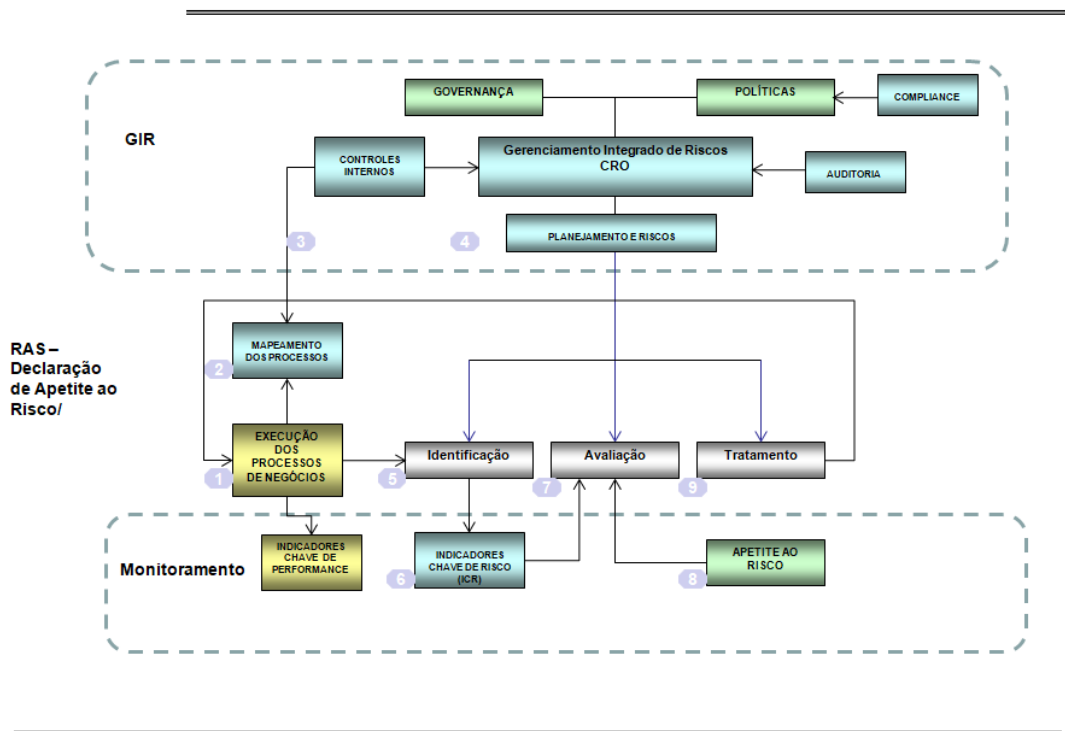 GOVERNANÇA
POLÍTICAS
COMPLIANCE
GIR
CONTROLES
INTERNOS
Gerenciamento Integrado de Riscos
CRO
AUDITORIA
3
4
PLANEJAMENTO E RISCOS
RAS –
Declaração
de Apetite ao
Risco/
MAPEAMENTO
DOS PROCESSOS
2
EXECUÇÃO
DOS
PROCESSOS
DE NEGÓCIOS
1
Identificação
5
Avaliação
7
Tratamento
9
Monitoramento
INDICADORES
CHAVE DE
PERFORMANCE
INDICADORES
CHAVE DE RISCO
(ICR)
6
APETITE AO
RISCO
8